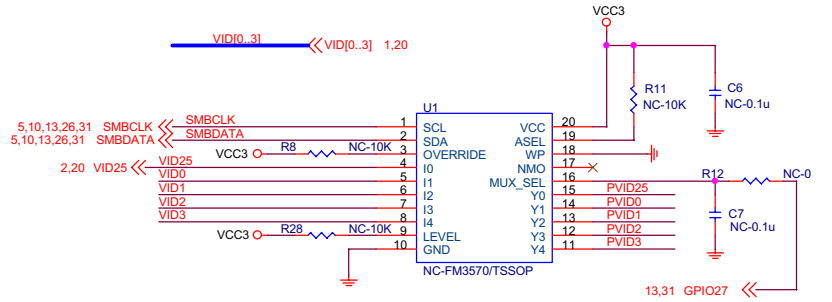 VCC3
VID[0..3]
VID[0..3] 1,20
R11
NC-10K
C6
NC-0.1u
U1
5,10,13,26,31 SMBCLK
SMBCLK
1
SCL
VCC
20
5,10,13,26,31 SMBDATA
SMBDATA
2
SDA
ASEL
19
VCC3
R8
NC-10K
3
OVERRIDE
WP
18
2,20 VID25
VID25
4
I0
NMO
17
VID0
5
I1
MUX_SEL
16
R12
NC-0
VID1
6
I2
Y0
15
PVID25
VID2
7
I3
Y1
14
PVID0
VID3
8
I4
Y2
13
PVID1
C7
NC-0.1u
VCC3
R28
NC-10K
9
LEVEL
Y3
12
PVID2
10
GND
Y4
11
PVID3
NC-FM3570/TSSOP
13,31 GPIO27